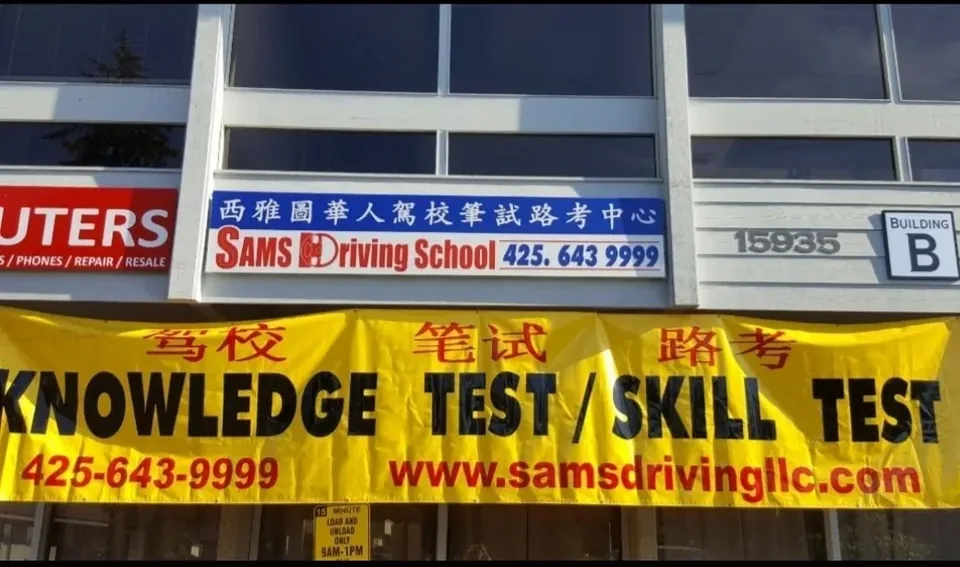 西雅圖華人駕校筆試路考中心
SAMS Driving School 425. 643 9999
UTERS
PHONES / REPAIR / RESALE
15935
BUILDING
B
驾校 笔试 路考
KNOWLEDGE TEST / SKILL TEST
425-643-9999 www.samsdrivingllc.com
15 MINUTE
LOAD AND
UNLOAD
ONLY
9AM-1PM